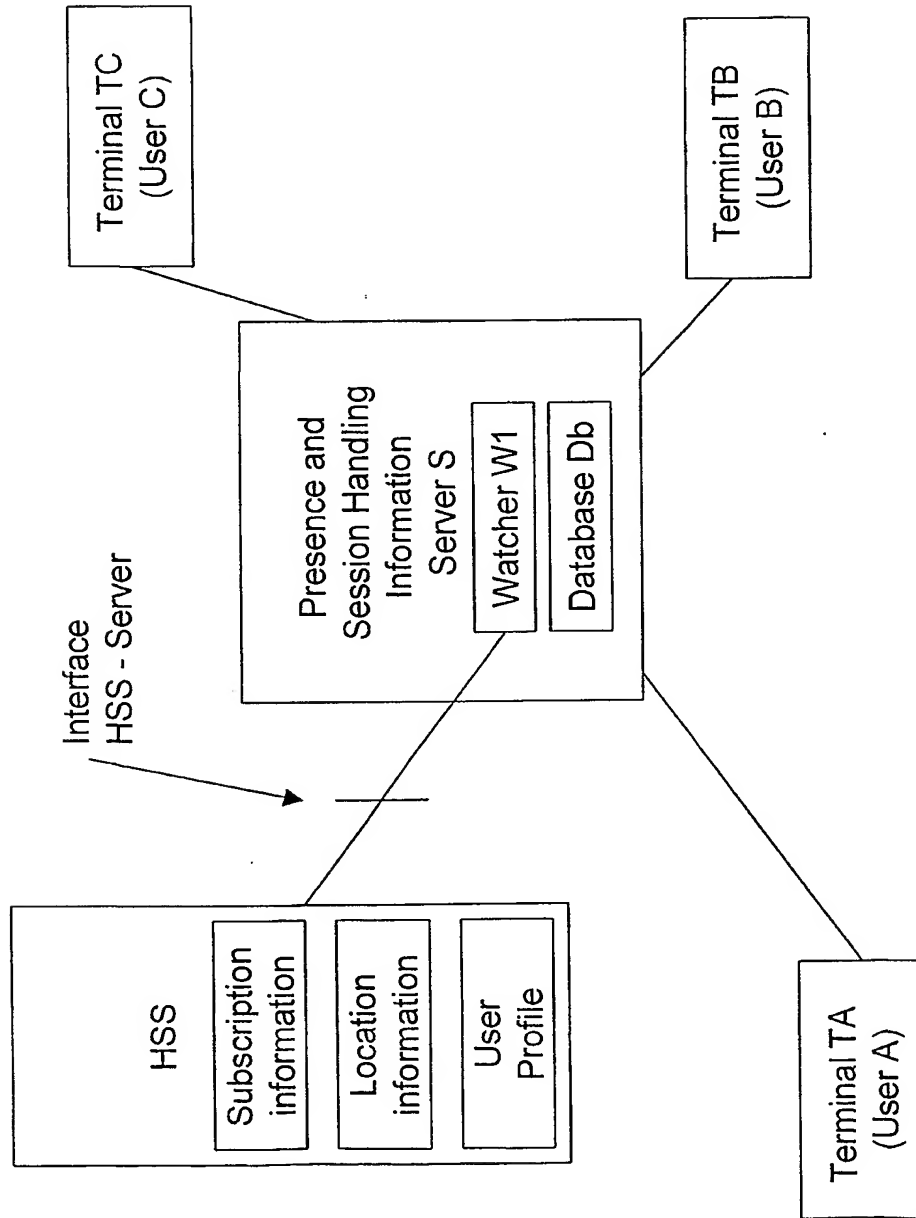 HSS
Subscription
information
Location
information
User
Profile
Interface
HSS - Server
Presence and
Session Handling
Information
Server S
Watcher W1
Database Db
Terminal TC
(User C)
Terminal TA
(User A)
Terminal TB
(User B)